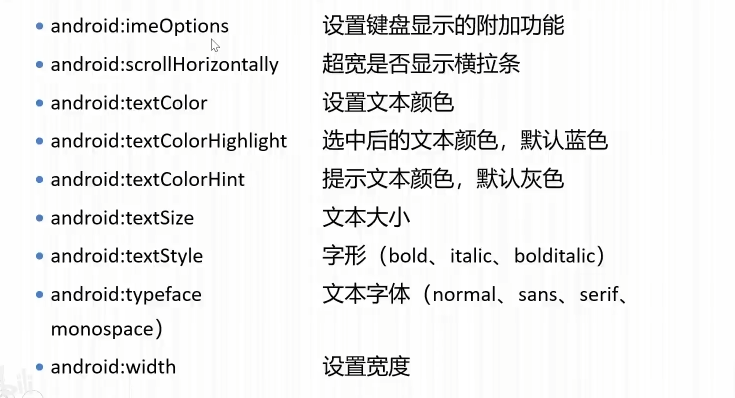 android:imeOptions 设置键盘显示的附加功能
android:scrollHorizontally 超宽是否显示横拉条
android:textColor 设置文本颜色
android:textColorHighlight 选中后的文本颜色，默认蓝色
android:textColorHint 提示文本颜色，默认灰色
android:textSize 文本大小
android:textStyle 字形（bold、italic、bolditalic）
android:typeface 文本字体（normal、sans、serif、
monospace）
android:width 设置宽度